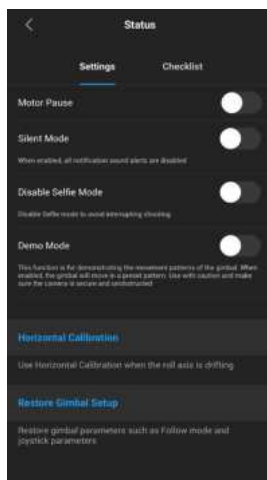 Status
Settings Checklist
Motor Pause
Silent Mode
When enabled, all notification sound alerts are disabled
Disable Selfie Mode
Disable Selfie mode to avoid interrupting shooting
Demo Mode
This function is for demonstrating the movement patterns of the gimbal. When
enabled, the gimbal will move in a preset pattern. Use with caution and make
sure the camera is secure and unobstructed
Horizontal Calibration
Use Horizontal Calibration when the roll axis is drifting
Restore Gimbal Setup
Restore gimbal parameters such as Follow mode and
joystick parameters